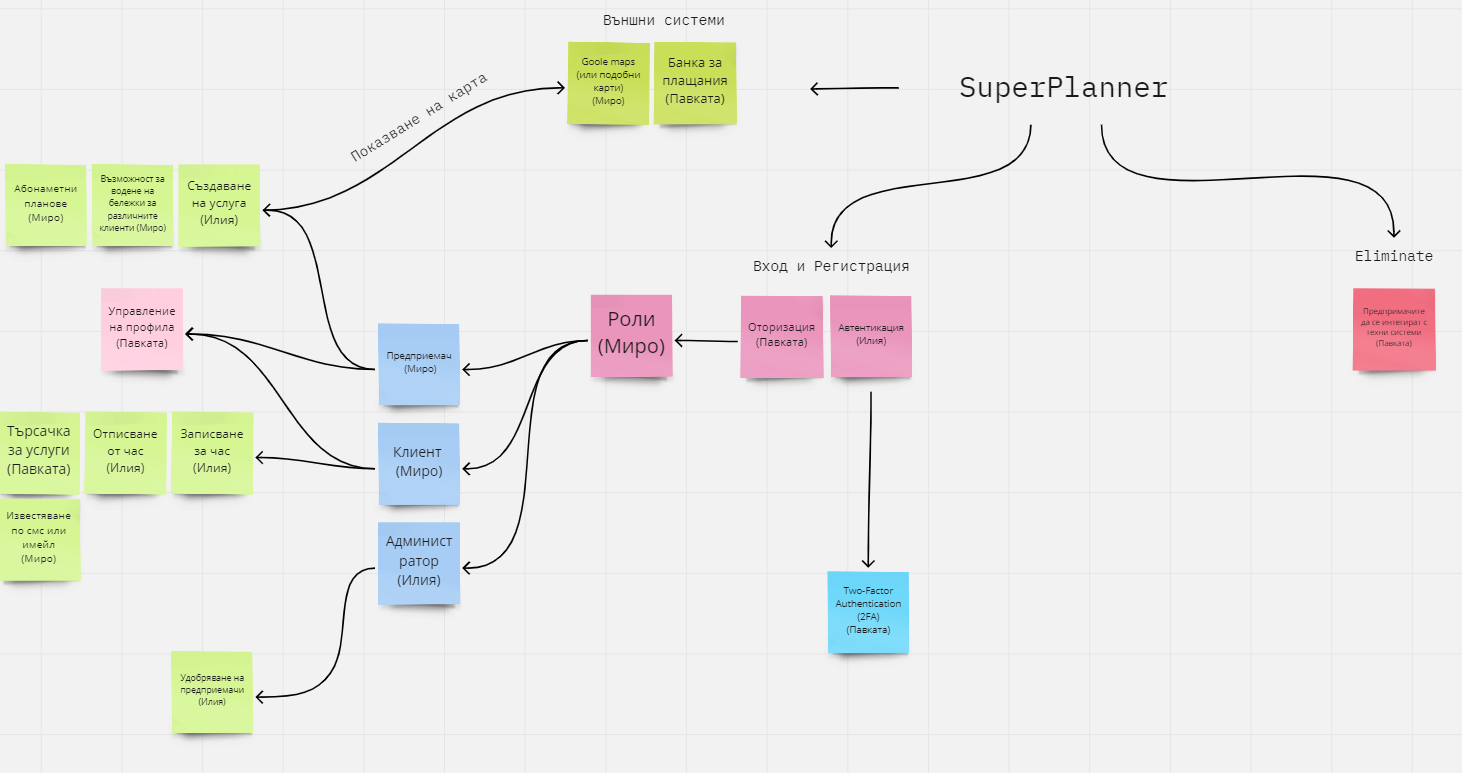 Външни системи
Goole maps
(или подобни
карти)
(Миро)
Банка за
плащания
(Павката)
SuperPlanner
Показване на карта
Абонаметни
планове
(Миро)
Възможност за
водене на
бележки за
различните
клиенти (Миро)
Създаване
на услуга
(Илия)
Вход и Регистрация
Eliminate
Управление
на профила
(Павката)
Предприемач
(Миро)
Роли
(Миро)
Оторизация
(Павката)
Автентикация
(Илия)
Предпримачите
да се интегират с
техни системи
(Павката)
Търсачка
за услуги
(Павката)
Отписване
от час
(Илия)
Записване
за час
(Илия)
Клиент
(Миро)
Известяване
по смс или
имейл
(Миро)
Админист
ратор
(Илия)
Two-Factor
Authentication
(2FA)
(Павката)
Удобряване на
предприемачи
(Илия)